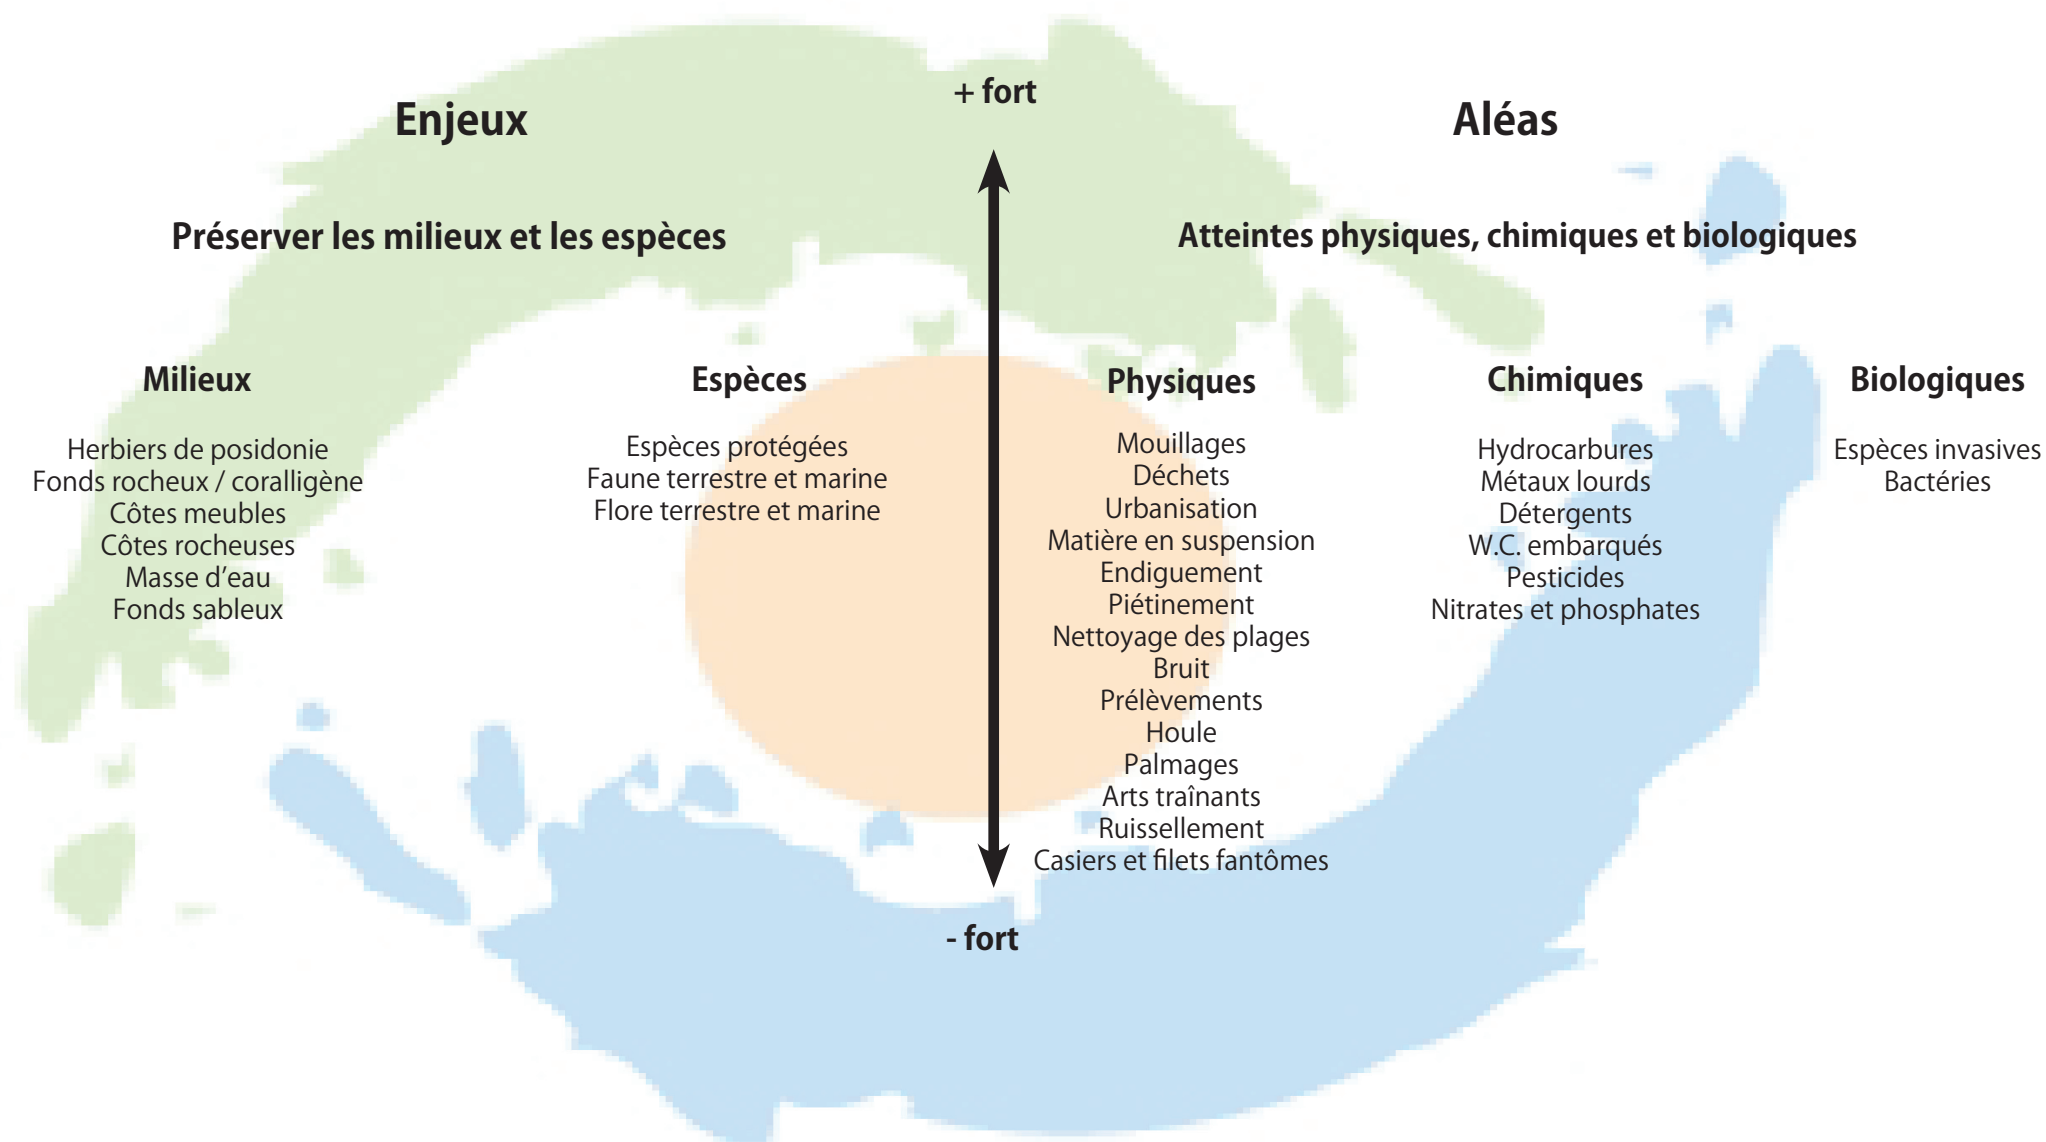 Enjeux
+ fort
Aléas
Préserver les milieux et les espèces
Atteintes physiques, chimiques et biologiques
Milieux
Herbiers de posidonie
Fonds rocheux / coralligène
Côtes meubles
Côtes rocheuses
Masse d’eau
Fonds sableux
Espèces
Espèces protégées
Faune terrestre et marine
Flore terrestre et marine
Physiques
Mouillages
Déchets
Urbanisation
Matière en suspension
Endiguement
Piétinement
Nettoyage des plages
Bruit
Prélèvements
Houle
Palmages
Arts traînants
Ruissellement
Casiers et filets fantômes
Chimiques
Hydrocarbures
Métaux lourds
Détergents
W.C. embarqués
Pesticides
Nitrates et phosphates
Biologiques
Espèces invasives
Bactéries
- fort